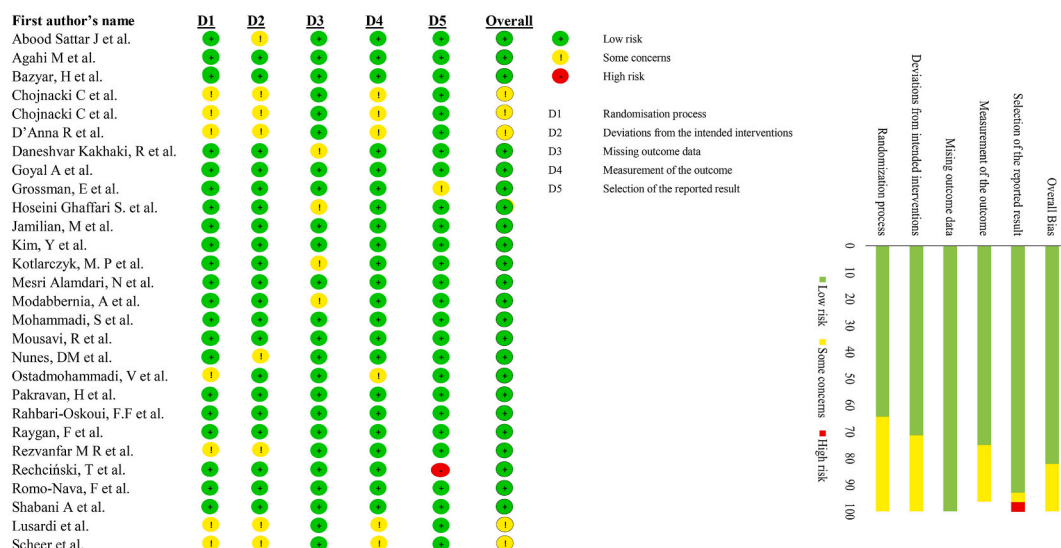 First author's name D1 D2 D3 D4 D5 Overall
Abood Sattar J et al.
Agahi M et al.
Bazyar, H et al.
Chojnacki C et al.
Chojnacki C et al.
D'Anna R et al.
Daneshvar Kakhaki, R et al.
Goyal A et al.
Grossman, E et al.
Hoseini Ghaffari S. et al.
Jamilian, M et al.
Kim, Y et al.
Kotlarczyk, M. P et al.
Mesri Alamdari, N et al.
Modabbernia, A et al.
Mohammadi, S et al.
Mousavi, R et al.
Nunes, DM et al.
Ostadmohammadi, V et al.
Pakravan, H et al.
Rahbari-Oskoui, F.F et al.
Raygan, F et al.
Rezvanfar M R et al.
Rechciński, T et al.
Romo-Nava, F et al.
Shabani A et al.
Lusardi et al.
Scheer et al.
Low risk
Some concerns
High risk
D1 Randomisation process
D2 Deviations from the intended interventions
D3 Missing outcome data
D4 Measurement of the outcome
D5 Selection of the reported result
Randomization process
Deviations from intended interventions
Mising outcome data
Measurement of the outcome
Selection of the reported result
Overall Bias
0
10
20
30
40
50
60
70
80
90
100
Low risk
Some concerns
High risk